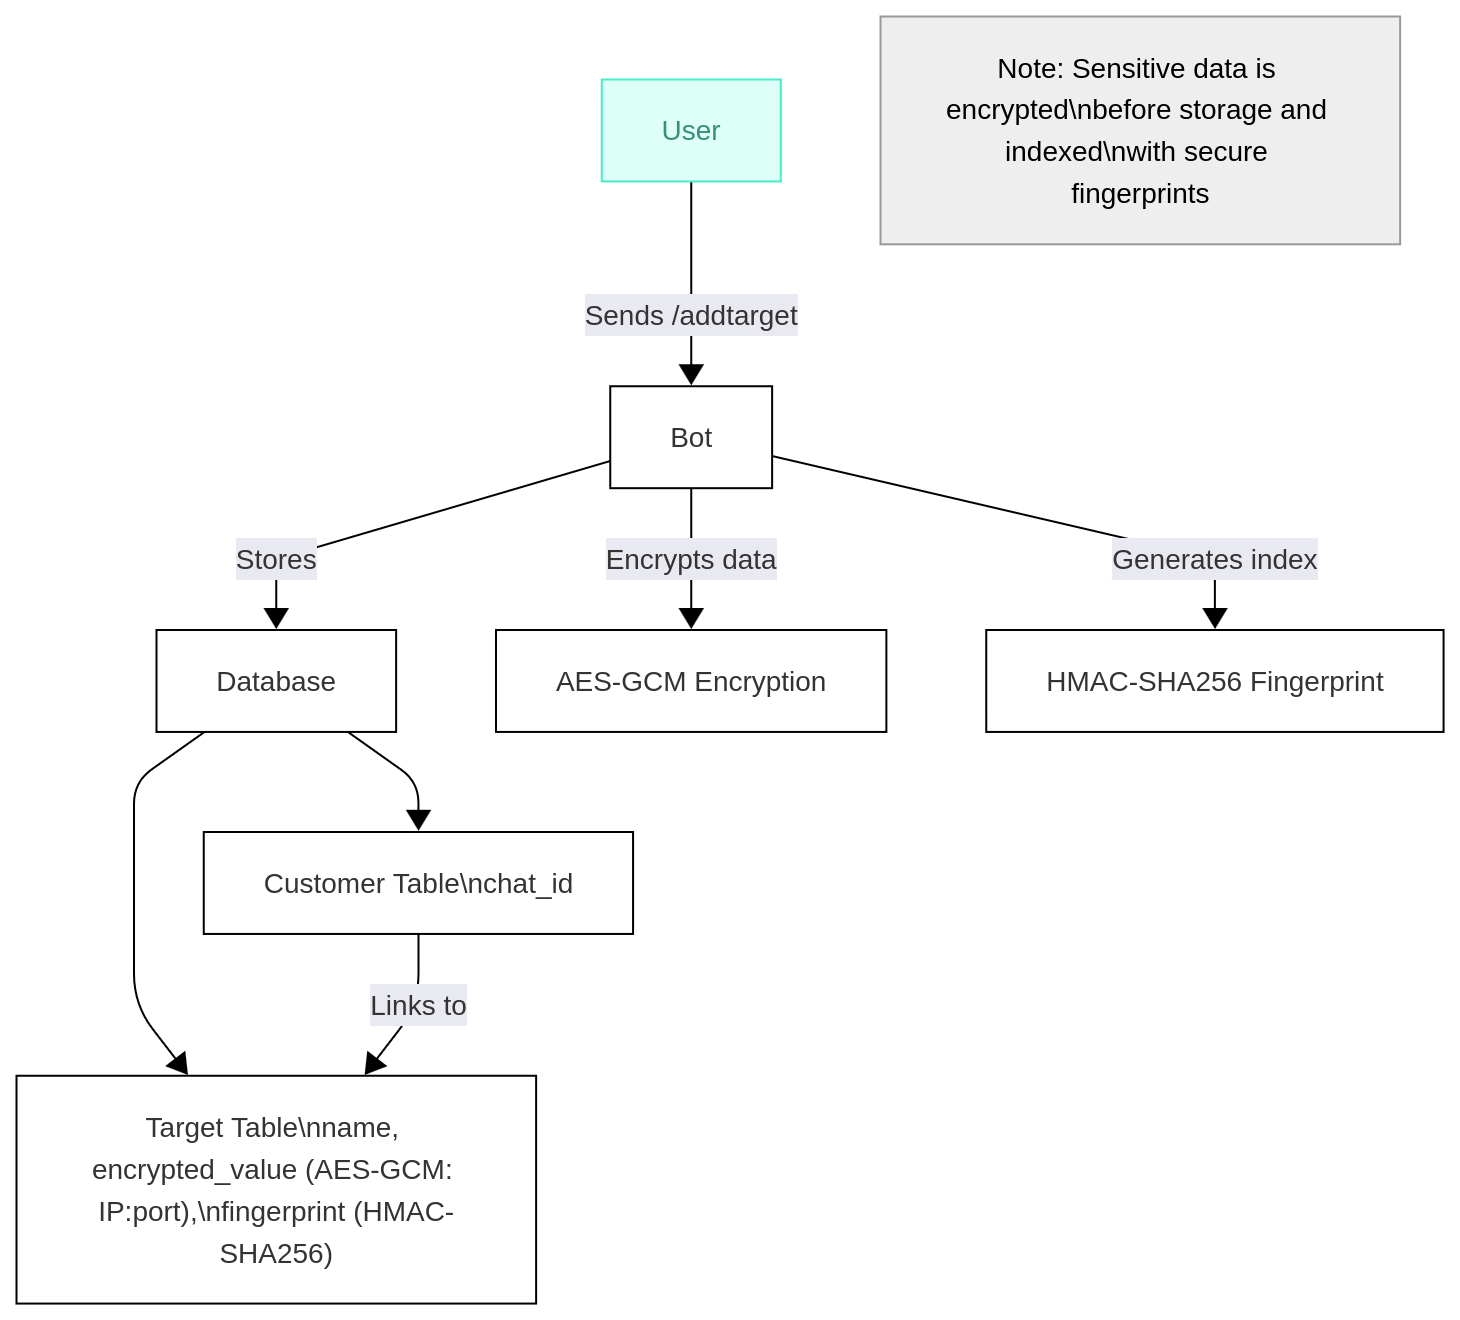 Note: Sensitive data is
encrypted\nbefore storage and
indexed\nwith secure
fingerprints
User
Sends /addtarget
Bot
Stores
Encrypts data
Generates index
Database
AES-GCM Encryption
HMAC-SHA256 Fingerprint
Customer Table\nchat_id
Links to
Target Table\nname,
encrypted_value (AES-GCM:
IP:port),\nfingerprint (HMAC-
SHA256)